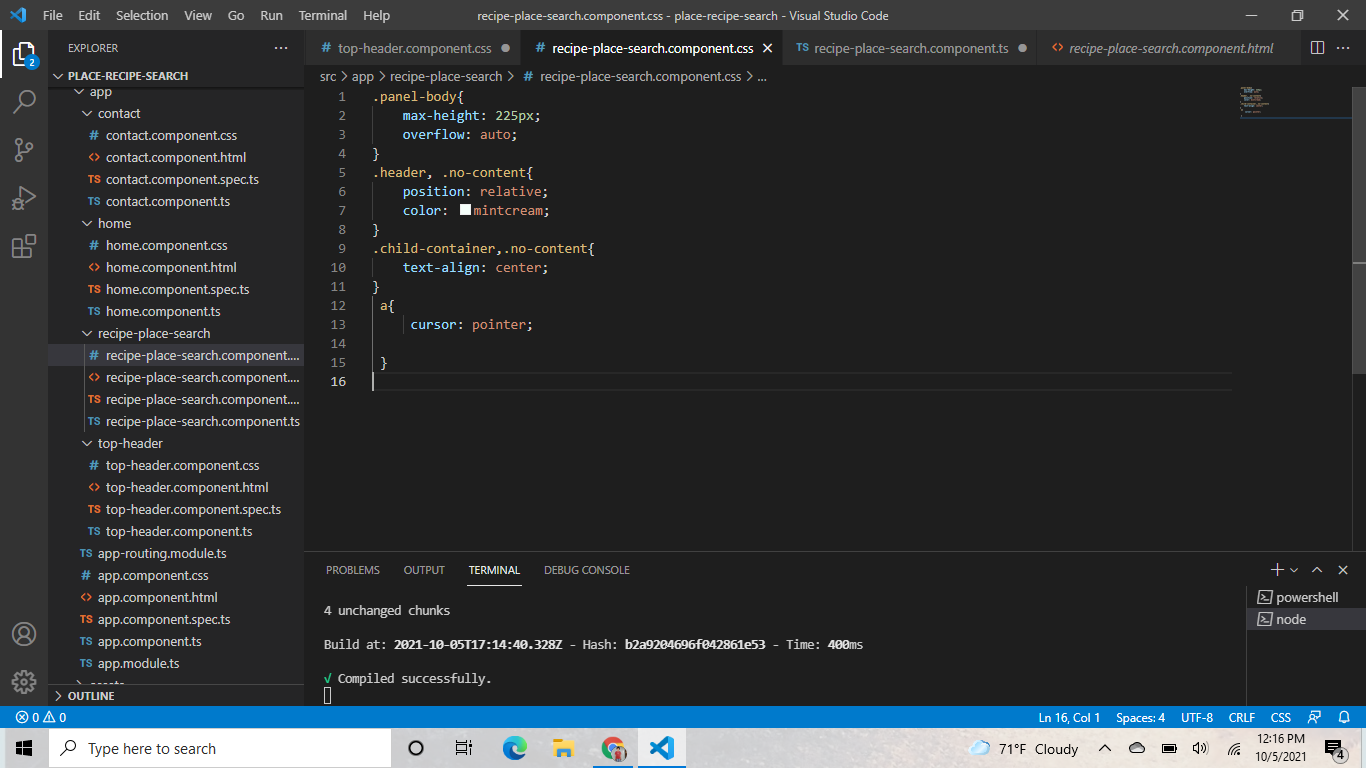 File Edit Selection View Go Run Terminal Help recipe-place-search.component.css - place-recipe-search - Visual Studio Code
EXPLORER ···
top-header.component.css recipe-place-search.component.css recipe-place-search.component.ts recipe-place-search.component.html
PLACE-RECIPE-SEARCH
src > app > recipe-place-search > # recipe-place-search.component.css > ...
2
app
contact
# contact.component.css
<> contact.component.html
TS contact.component.spec.ts
TS contact.component.ts
home
# home.component.css
<> home.component.html
TS home.component.spec.ts
TS home.component.ts
recipe-place-search
# recipe-place-search.component....
<> recipe-place-search.component....
TS recipe-place-search.component....
TS recipe-place-search.component.ts
top-header
# top-header.component.css
<> top-header.component.html
TS top-header.component.spec.ts
TS top-header.component.ts
TS app-routing.module.ts
# app.component.css
<> app.component.html
TS app.component.spec.ts
TS app.component.ts
TS app.module.ts
OUTLINE
1 .panel-body{
2 max-height: 225px;
3 overflow: auto;
4 }
5 .header, .no-content{
6 position: relative;
7 color: mintcream;
8 }
9 .child-container,.no-content{
10 text-align: center;
11 }
12 a{
13 cursor: pointer;
14
15 }
16
PROBLEMS OUTPUT TERMINAL DEBUG CONSOLE
powershell
node
4 unchanged chunks
Build at: 2021-10-05T17:14:40.328Z - Hash: b2a9204696f042861e53 - Time: 400ms
√ Compiled successfully.
0 0 Ln 16, Col 1 Spaces: 4 UTF-8 CRLF CSS
Type here to search 71°F Cloudy 12:16 PM
10/5/2021
4